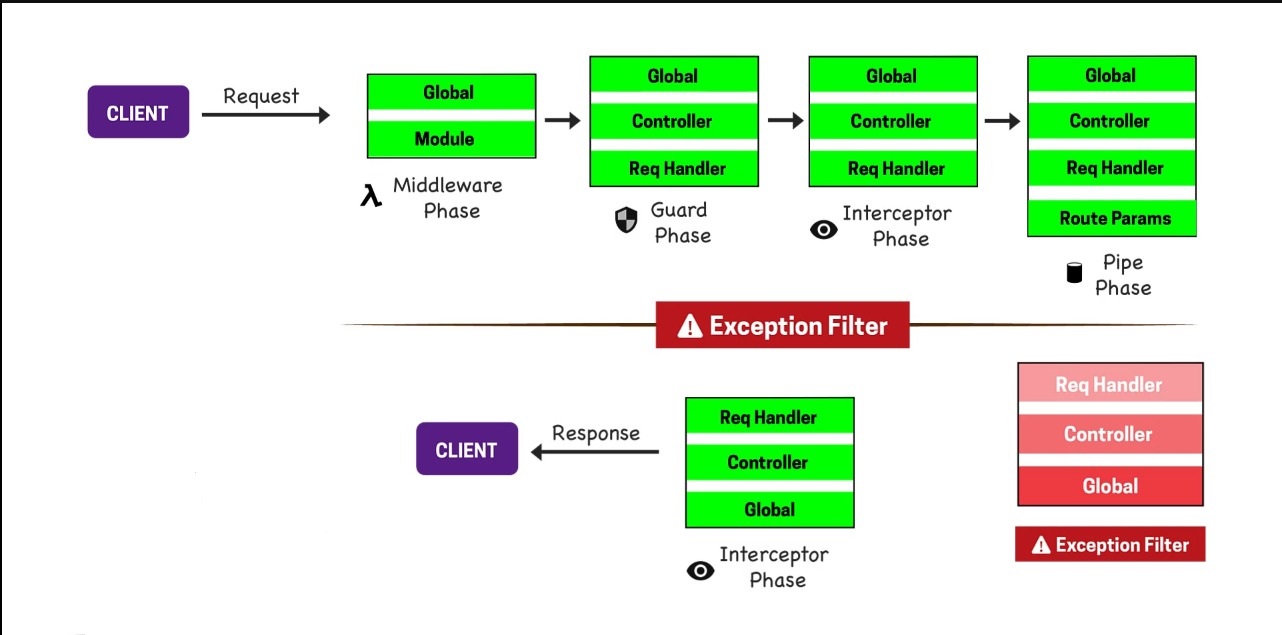 CLIENT
Request
Global
Module
λ Middleware
Phase
Global
Controller
Req Handler
Guard
Phase
Global
Controller
Req Handler
Interceptor
Phase
Global
Controller
Req Handler
Route Params
Pipe
Phase
Exception Filter
CLIENT
Response
Req Handler
Controller
Global
Interceptor
Phase
Req Handler
Controller
Global
Exception Filter